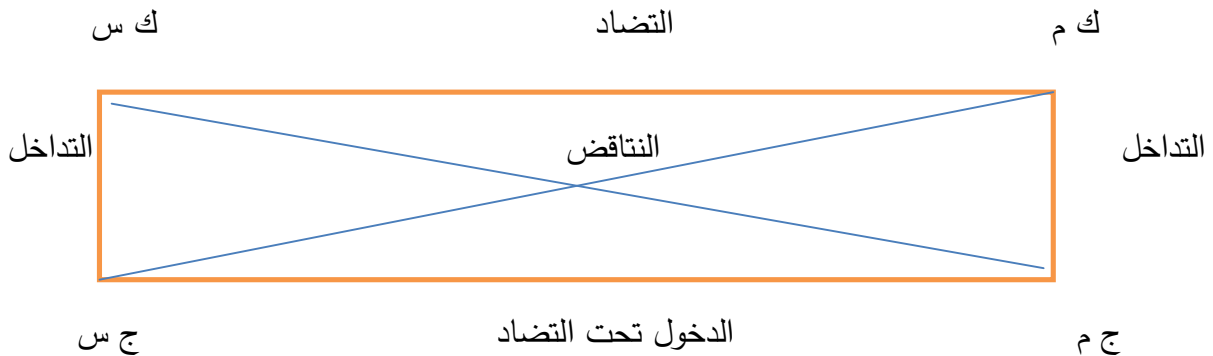 ك م التضاد ك س
التداخل النتاقض التداخل
ج م الدخول تحت التضاد ج س